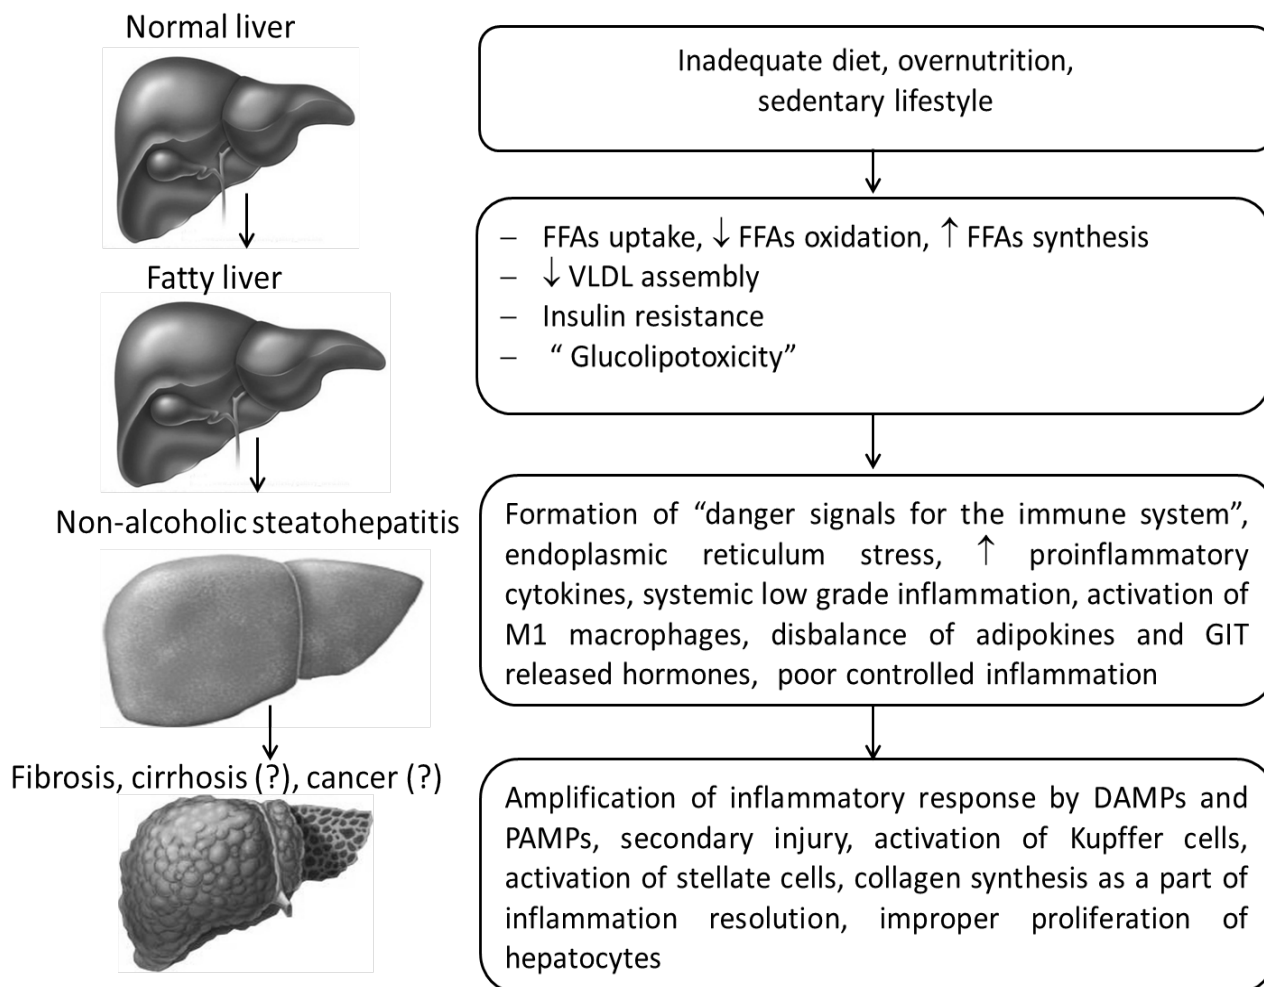 Normal liver
Fatty liver
Non-alcoholic steatohepatitis
Fibrosis, cirrhosis (?), cancer (?)
Inadequate diet, overnutrition,
sedentary lifestyle
– FFAs uptake, ↓ FFAs oxidation, ↑ FFAs synthesis
– ↓ VLDL assembly
– Insulin resistance
– “ Glucolipotoxicity”
Formation of “danger signals for the immune system”,
endoplasmic reticulum stress, ↑ proinflammatory
cytokines, systemic low grade inflammation, activation of
M1 macrophages, disbalance of adipokines and GIT
released hormones, poor controlled inflammation
Amplification of inflammatory response by DAMPs and
PAMPs, secondary injury, activation of Kupffer cells,
activation of stellate cells, collagen synthesis as a part of
inflammation resolution, improper proliferation of
hepatocytes